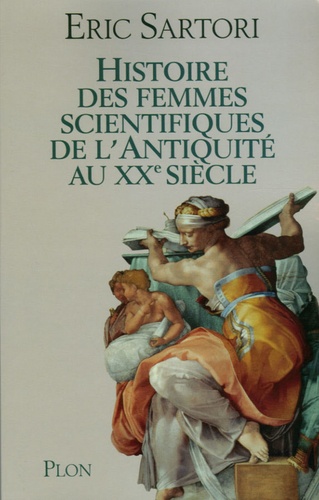 ERIC SARTORI
HISTOIRE
DES FEMMES
SCIENTIFIQUES
DE L'ANTIQUITÉ
AU XXe SIÈCLE
PLON